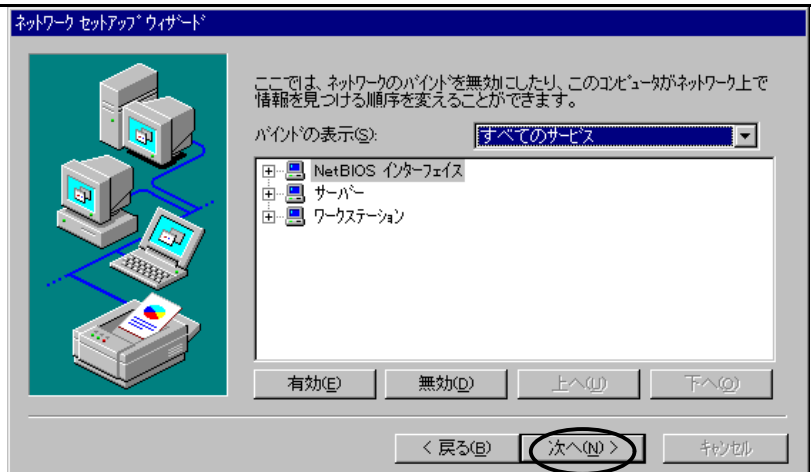 ネットワーク セットアップ ウィザード
ここでは、ネットワークのバインドを無効にしたり、このコンピュータがネットワーク上で
情報を見つける順序を変えることができます。
バインドの表示(S):
すべてのサービス
NetBIOS インターフェイス
サーバー
ワークステーション
有効(E) 無効(D) 上へ(U) 下へ(O)
< 戻る(B) 次へ(N) > キャンセル